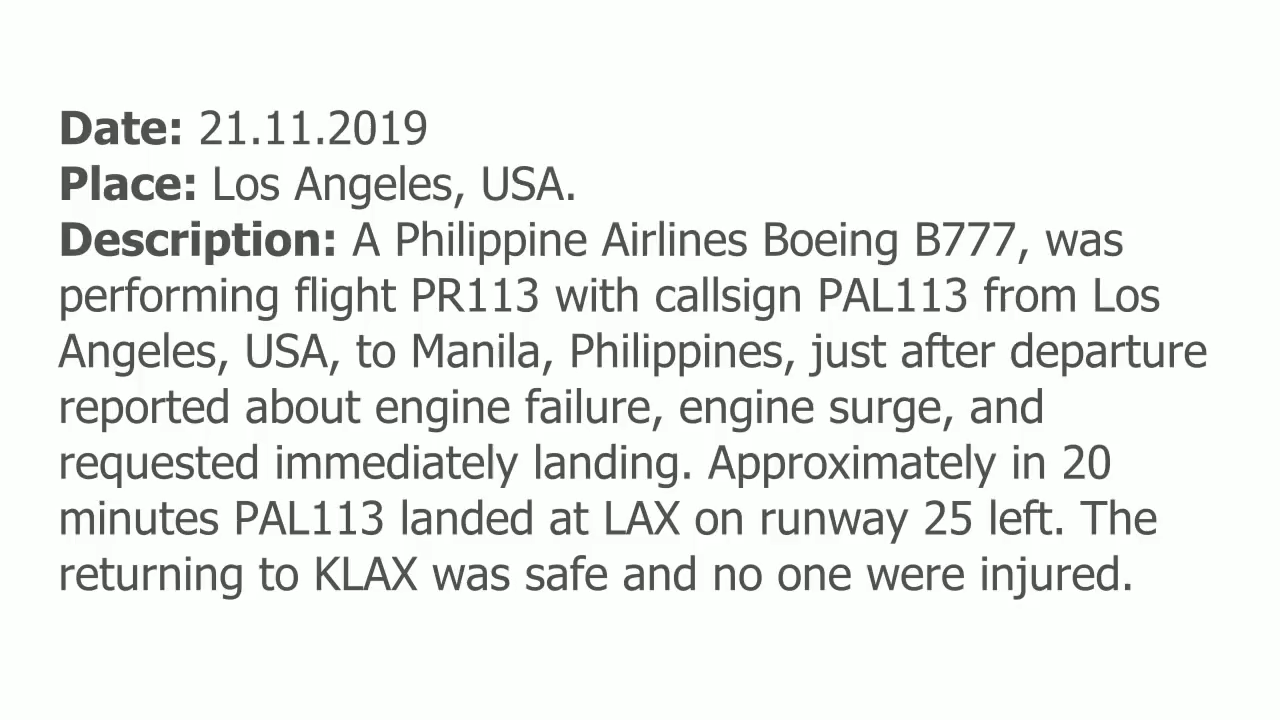 Date: 21.11.2019
Place: Los Angeles, USA.
Description: A Philippine Airlines Boeing B777, was
performing flight PR113 with callsign PAL113 from Los
Angeles, USA, to Manila, Philippines, just after departure
reported about engine failure, engine surge, and
requested immediately landing. Approximately in 20
minutes PAL113 landed at LAX on runway 25 left. The
returning to KLAX was safe and no one were injured.